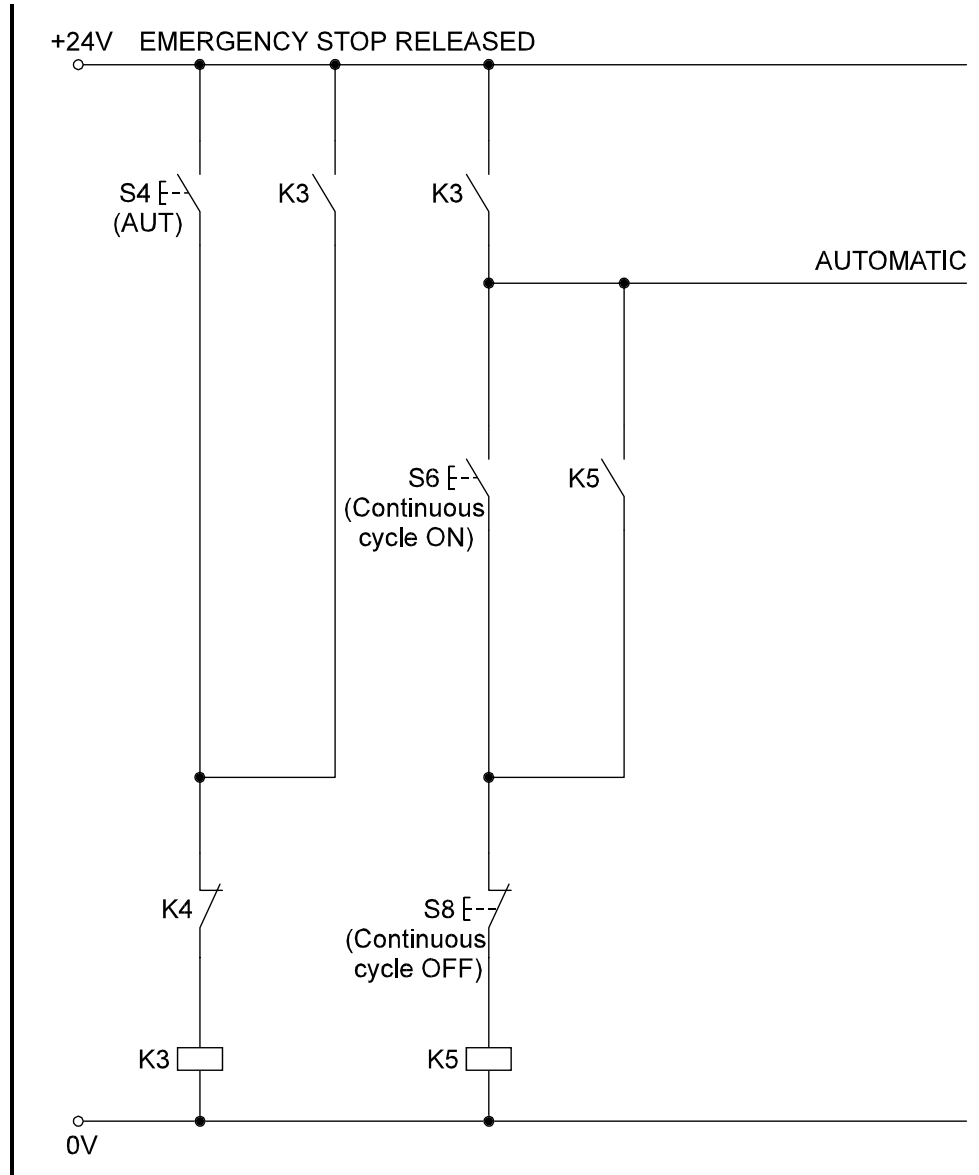 +24V EMERGENCY STOP RELEASED
S4
(AUT)
K3
K3
AUTOMATIC
S6
(Continuous
cycle ON)
K5
K4
S8
(Continuous
cycle OFF)
K3
K5
0V